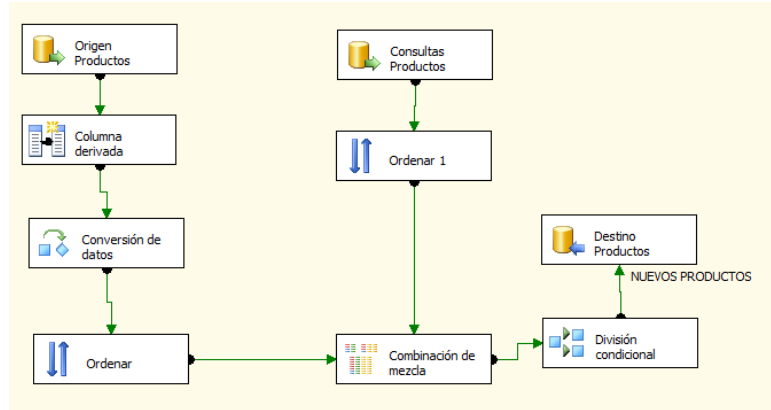 Origen
Productos
Consultas
Productos
Columna
derivada
Ordenar 1
Conversión de
datos
Destino
Productos
NUEVOS PRODUCTOS
Ordenar
Combinación de
mezcla
División
condicional